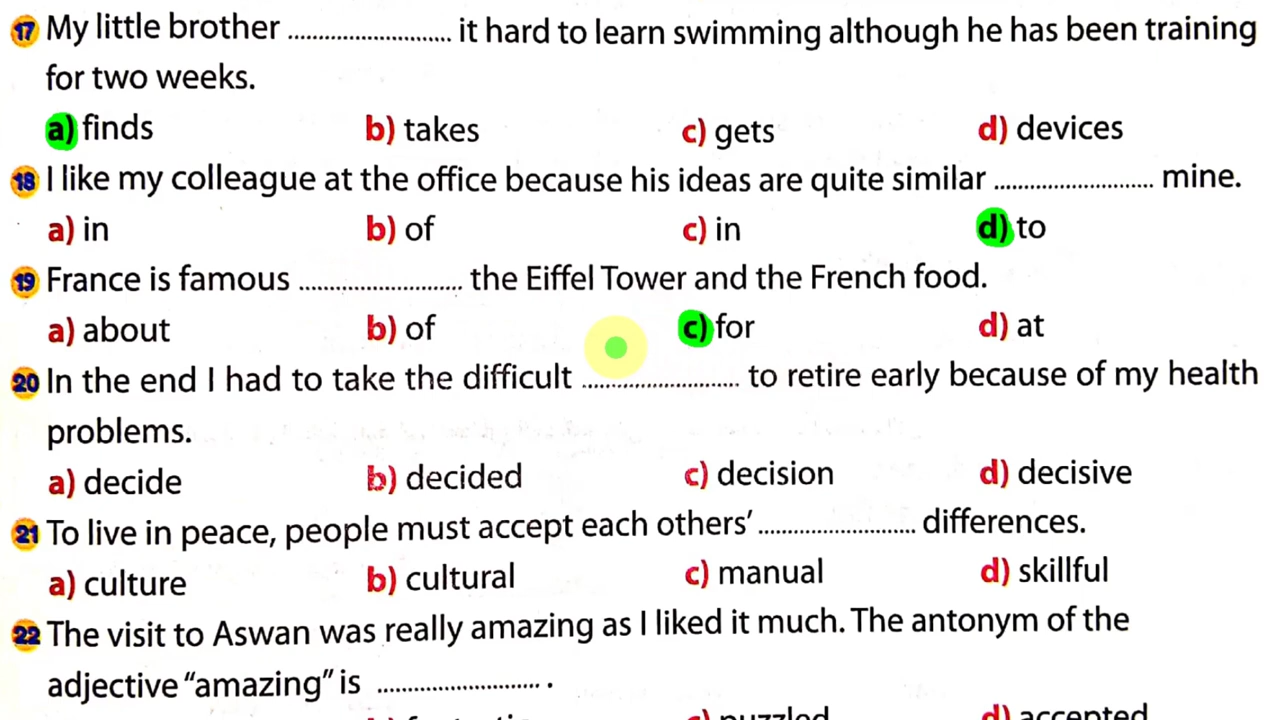 17 My little brother ............................ it hard to learn swimming although he has been training
for two weeks.
a) finds b) takes c) gets d) devices
18 I like my colleague at the office because his ideas are quite similar ............................ mine.
a) in b) of c) in d) to
19 France is famous ............................ the Eiffel Tower and the French food.
a) about b) of c) for d) at
20 In the end I had to take the difficult ............................ to retire early because of my health
problems.
a) decide b) decided c) decision d) decisive
21 To live in peace, people must accept each others’ ............................ differences.
a) culture b) cultural c) manual d) skillful
22 The visit to Aswan was really amazing as I liked it much. The antonym of the
adjective “amazing” is ............................ .
c) puzzled d) accepted